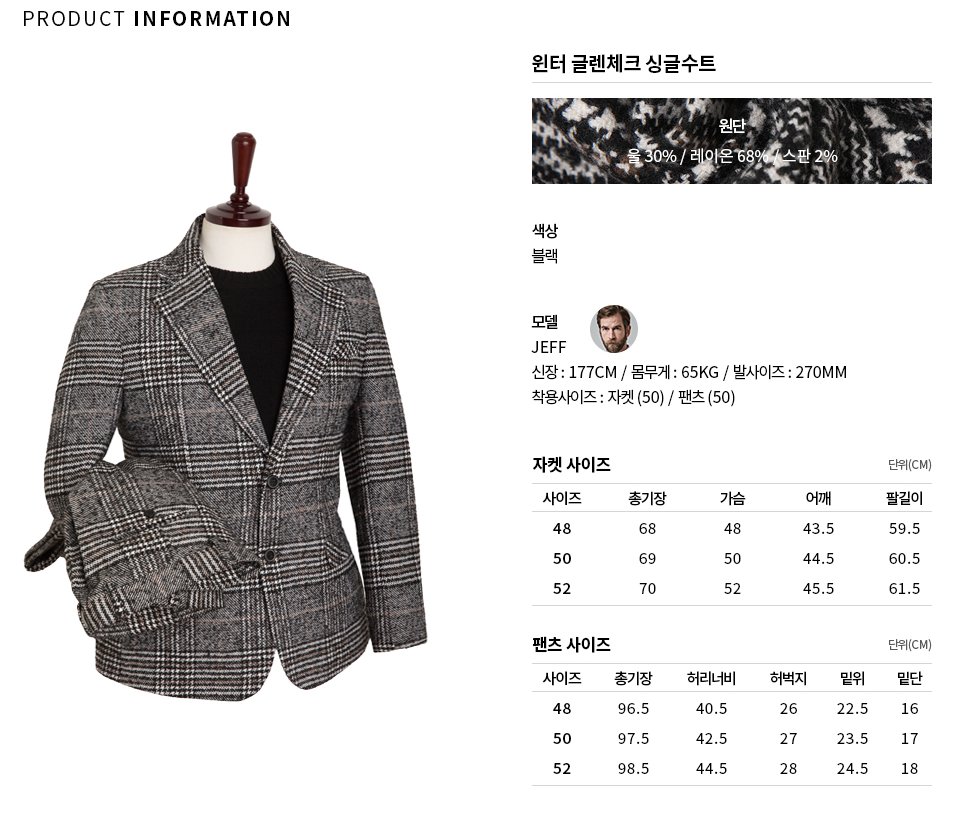 PRODUCT INFORMATION
윈터 글렌체크 싱글수트
원단
울 30% / 레이온 68% / 스판 2%
색상
블랙
모델
JEFF
신장 : 177CM / 몸무게 : 65KG / 발사이즈 : 270MM
착용사이즈 : 자켓 (50) / 팬츠 (50)
자켓 사이즈 단위(CM)
사이즈 총기장 가슴 어깨 팔길이
48 68 48 43.5 59.5
50 69 50 44.5 60.5
52 70 52 45.5 61.5
팬츠 사이즈 단위(CM)
사이즈 총기장 허리너비 허벅지 밑위 밑단
48 96.5 40.5 26 22.5 16
50 97.5 42.5 27 23.5 17
52 98.5 44.5 28 24.5 18